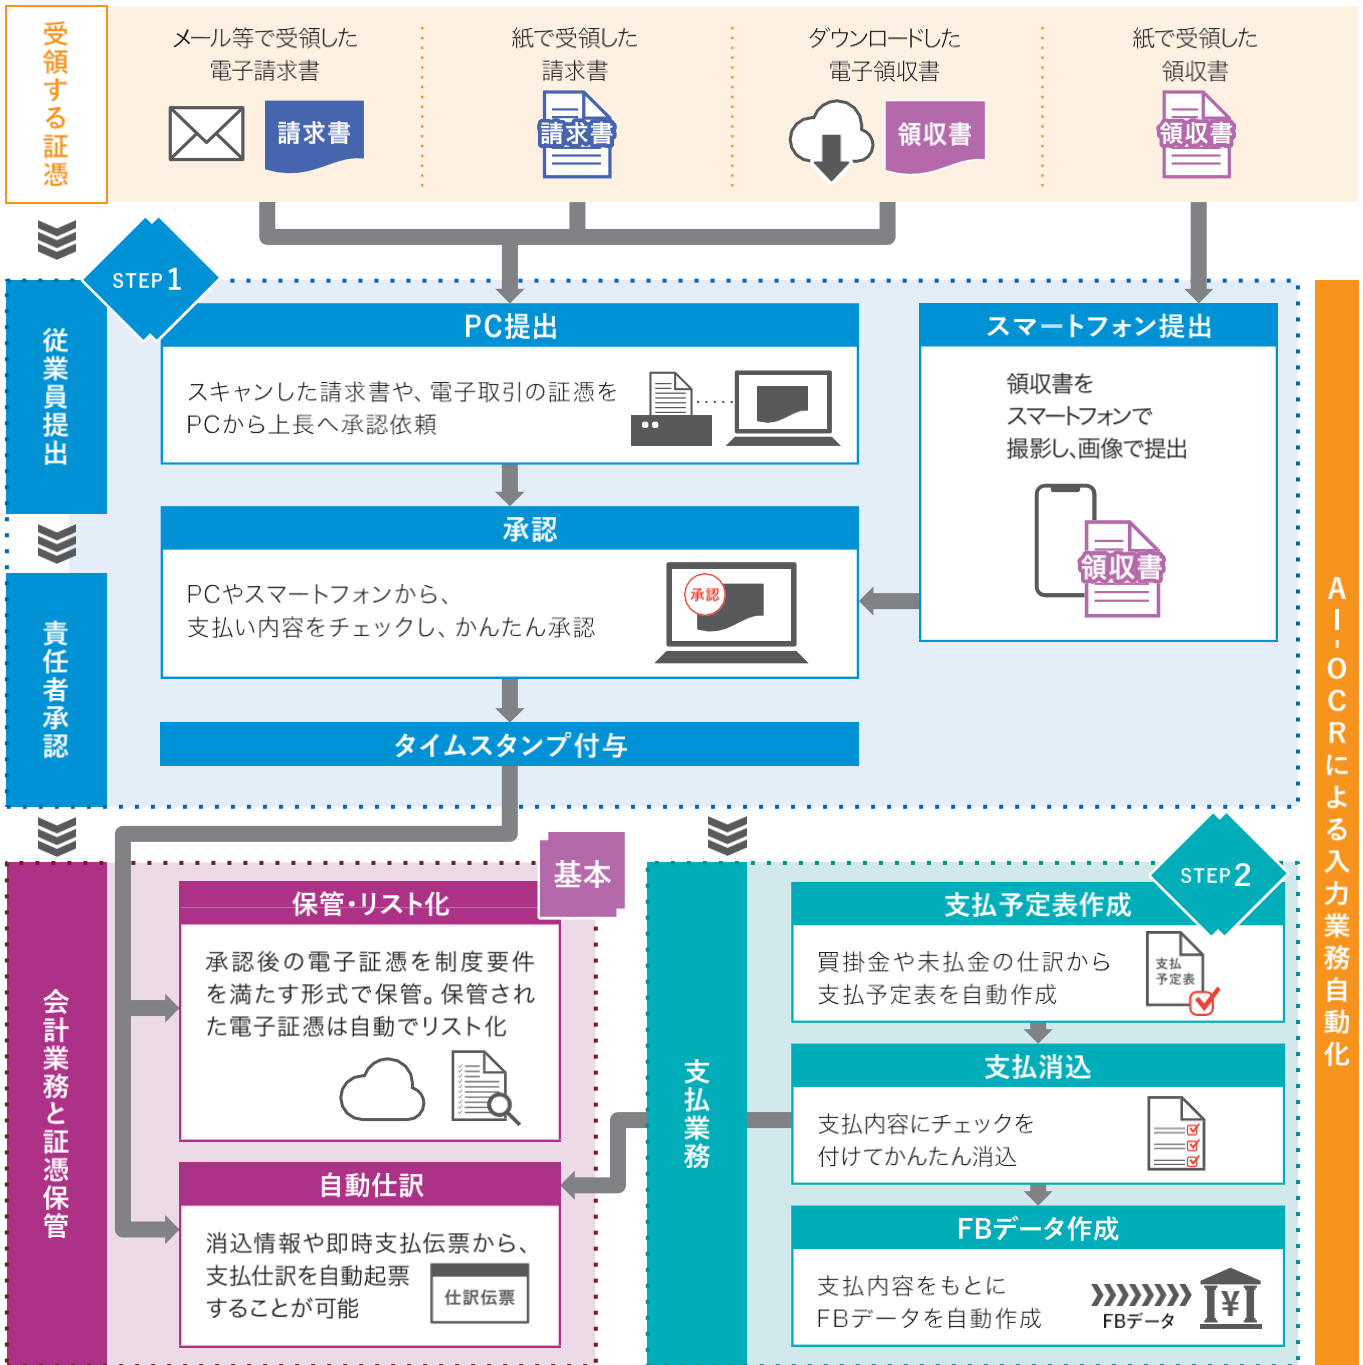 受領する証憑
メール等で受領した
電子請求書
請求書
紙で受領した
請求書
請求書
ダウンロードした
電子領収書
領収書
紙で受領した
領収書
領収書
STEP 1
従業員提出
PC提出
スキャンした請求書や、電子取引の証憑を
PCから上長へ承認依頼
スマートフォン提出
領収書を
スマートフォンで
撮影し、画像で提出
領収書
責任者承認
承認
PCやスマートフォンから、
支払い内容をチェックし、かんたん承認
承認
タイムスタンプ付与
AI-OCRによる入力業務自動化
会計業務と証憑保管
基本
保管・リスト化
承認後の電子証憑を制度要件
を満たす形式で保管。保管され
た電子証憑は自動でリスト化
自動仕訳
消込情報や即時支払伝票から、
支払仕訳を自動起票
することが可能
仕訳伝票
支払業務
STEP 2
支払予定表作成
買掛金や未払金の仕訳から
支払予定表を自動作成
支払
予定表
支払消込
支払内容にチェックを
付けてかんたん消込
FBデータ作成
支払内容をもとに
FBデータを自動作成
FBデータ
¥